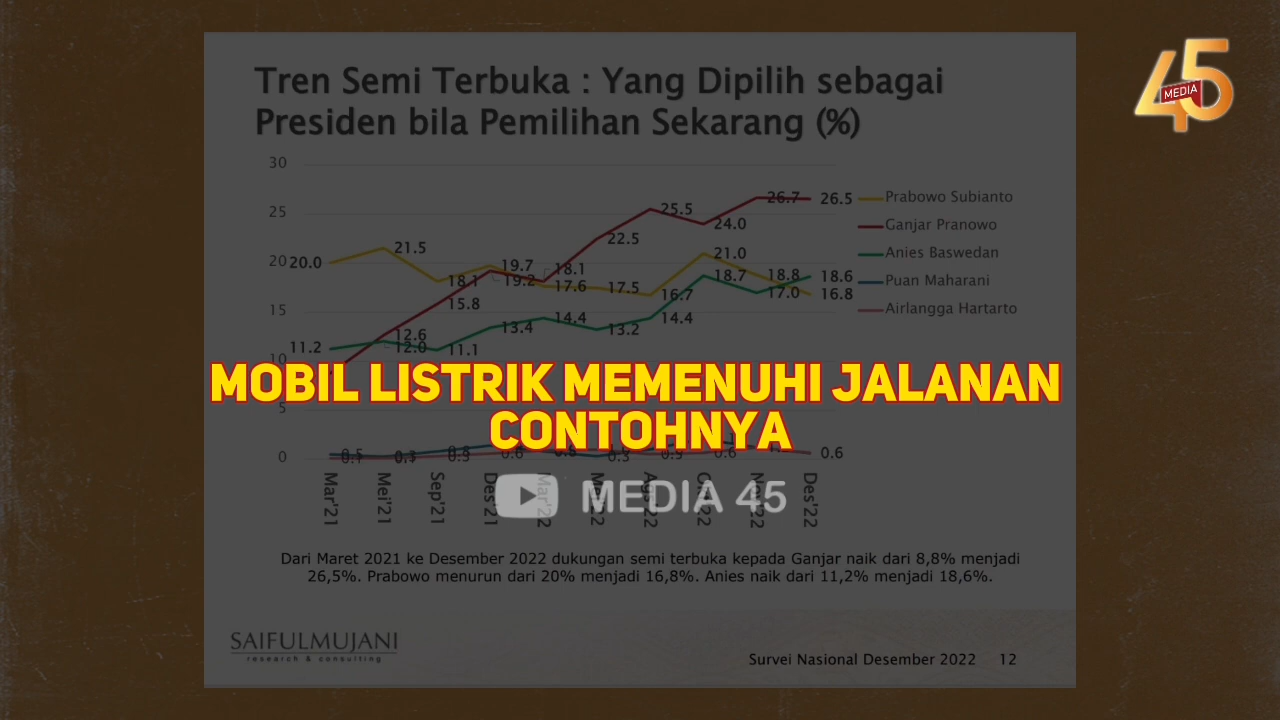 45
MEDIA
Tren Semi Terbuka : Yang Dipilih sebagai
Presiden bila Pemilihan Sekarang (%)
30
25
20
15
10
5
0
20.0
21.5
18.1
19.7
17.6
17.5
16.7
21.0
18.8
16.8
12.6
15.8
19.2
18.1
22.5
25.5
24.0
26.7
26.5
11.2
12.0
11.1
13.4
14.4
13.2
14.4
18.7
17.0
18.6
0.6
Prabowo Subianto
Ganjar Pranowo
Anies Baswedan
Puan Maharani
Airlangga Hartarto
MOBIL LISTRIK MEMENUHI JALANAN
CONTOHNYA
Mar'21
Mei'21
Sep'21
Des'21
Mar'22
Nov'22
Des'22
MEDIA 45
Dari Maret 2021 ke Desember 2022 dukungan semi terbuka kepada Ganjar naik dari 8,8% menjadi
26,5%. Prabowo menurun dari 20% menjadi 16,8%. Anies naik dari 11,2% menjadi 18,6%.
SAIFULMUJANI
research & consulting
Survei Nasional Desember 2022 12